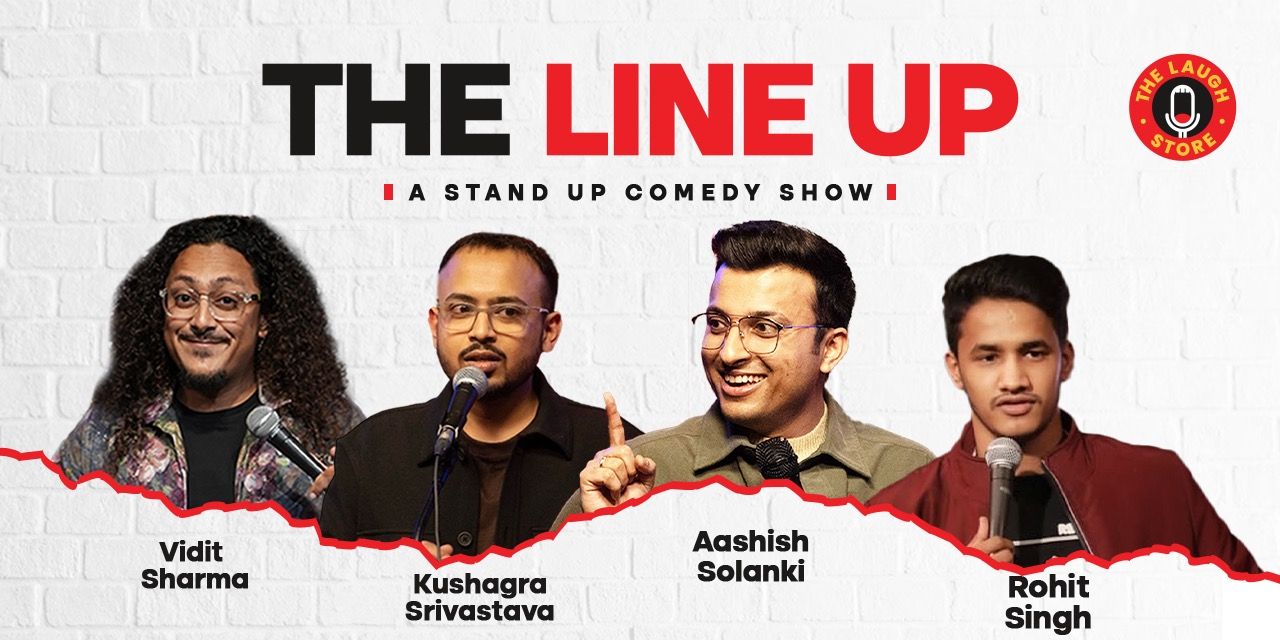 THE LINE UP
A STAND UP COMEDY SHOW
THE LAUGH
STORE
Vidit
Sharma
Kushagra
Srivastava
Aashish
Solanki
Rohit
Singh